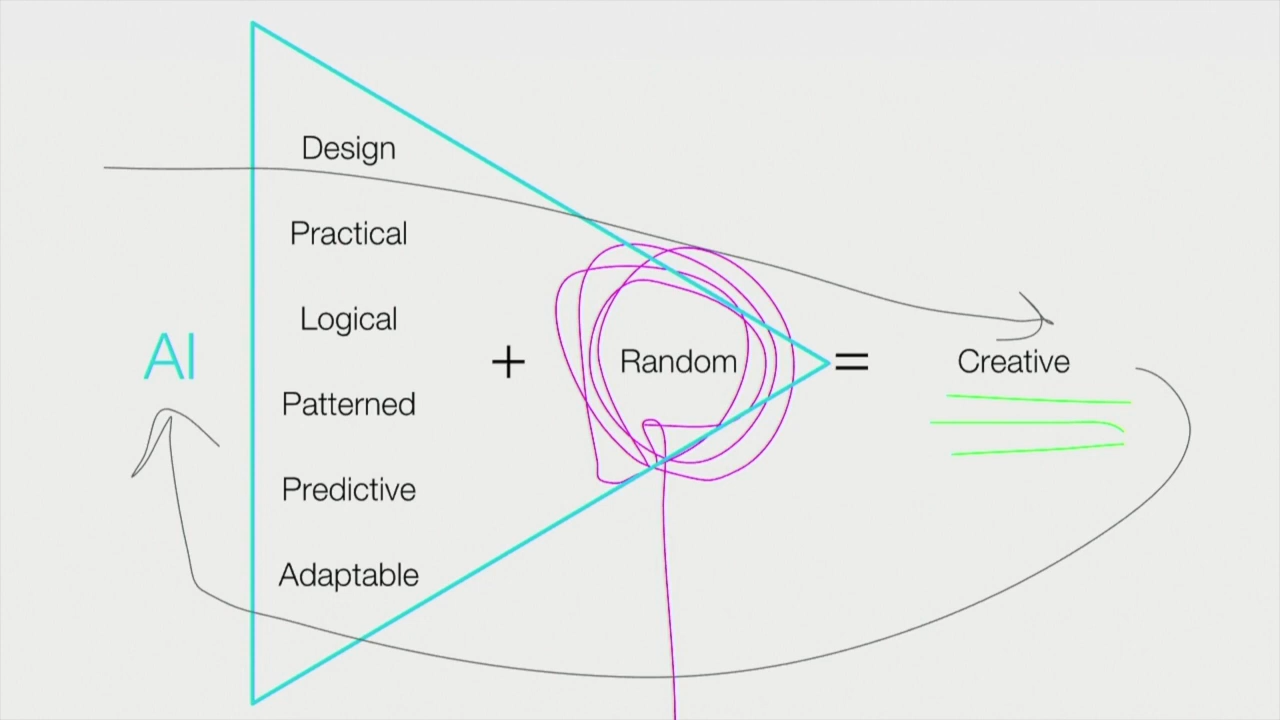 AI
Design
Practical
Logical
Patterned
Predictive
Adaptable
+
Random
=
Creative